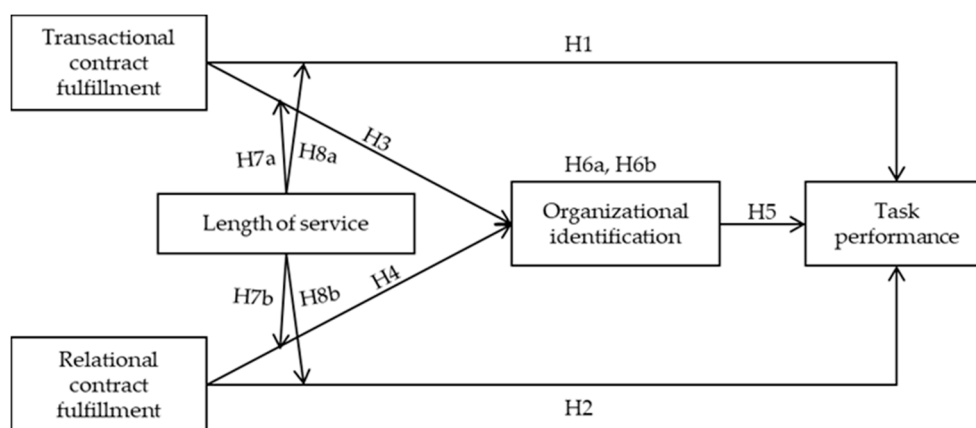 Transactional
contract
fulfillment
H1
H3
H7a
H8a
H6a, H6b
Length of service
Organizational
identification
H5
Task
performance
H7b
H8b
H4
Relational
contract
fulfillment
H2